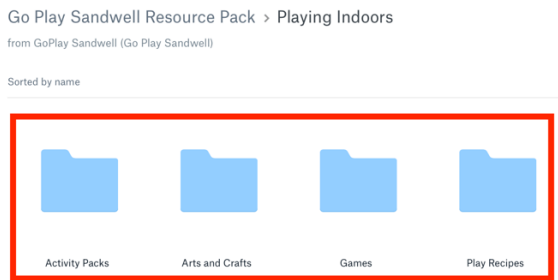 Go Play Sandwell Resource Pack > Playing Indoors
from GoPlay Sandwell (Go Play Sandwell)
Sorted by name
Activity Packs Arts and Crafts Games Play Recipes